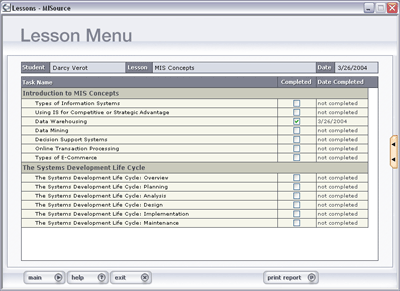 Lessons - MISource
Lesson Menu
Student Darcy Verot Lesson MIS Concepts Date 3/26/2004
Task Name Completed Date Completed
Introduction to MIS Concepts
Types of Information Systems not completed
Using IS for Competitive or Strategic Advantage not completed
Data Warehousing 3/26/2004
Data Mining not completed
Decision Support Systems not completed
Online Transaction Processing not completed
Types of E-Commerce not completed
The Systems Development Life Cycle
The Systems Development Life Cycle: Overview not completed
The Systems Development Life Cycle: Planning not completed
The Systems Development Life Cycle: Analysis not completed
The Systems Development Life Cycle: Design not completed
The Systems Development Life Cycle: Implementation not completed
The Systems Development Life Cycle: Maintenance not completed
main help ? exit print report